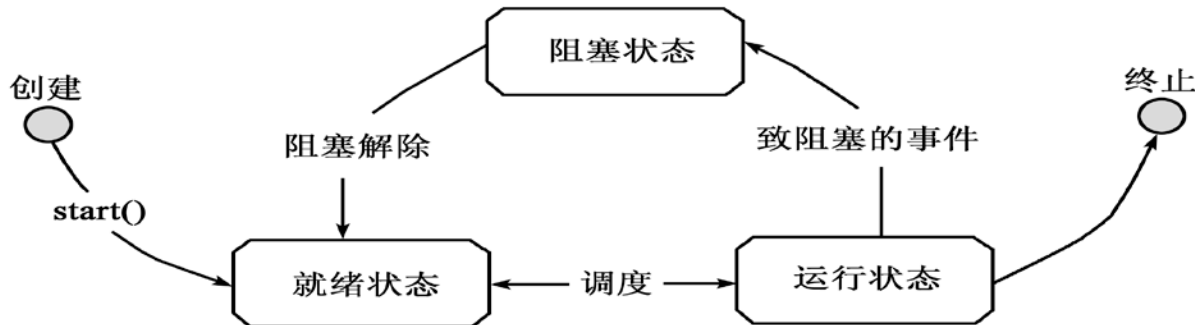 阻塞状态
创建
终止
阻塞解除
致阻塞的事件
start()
就绪状态
调度
运行状态